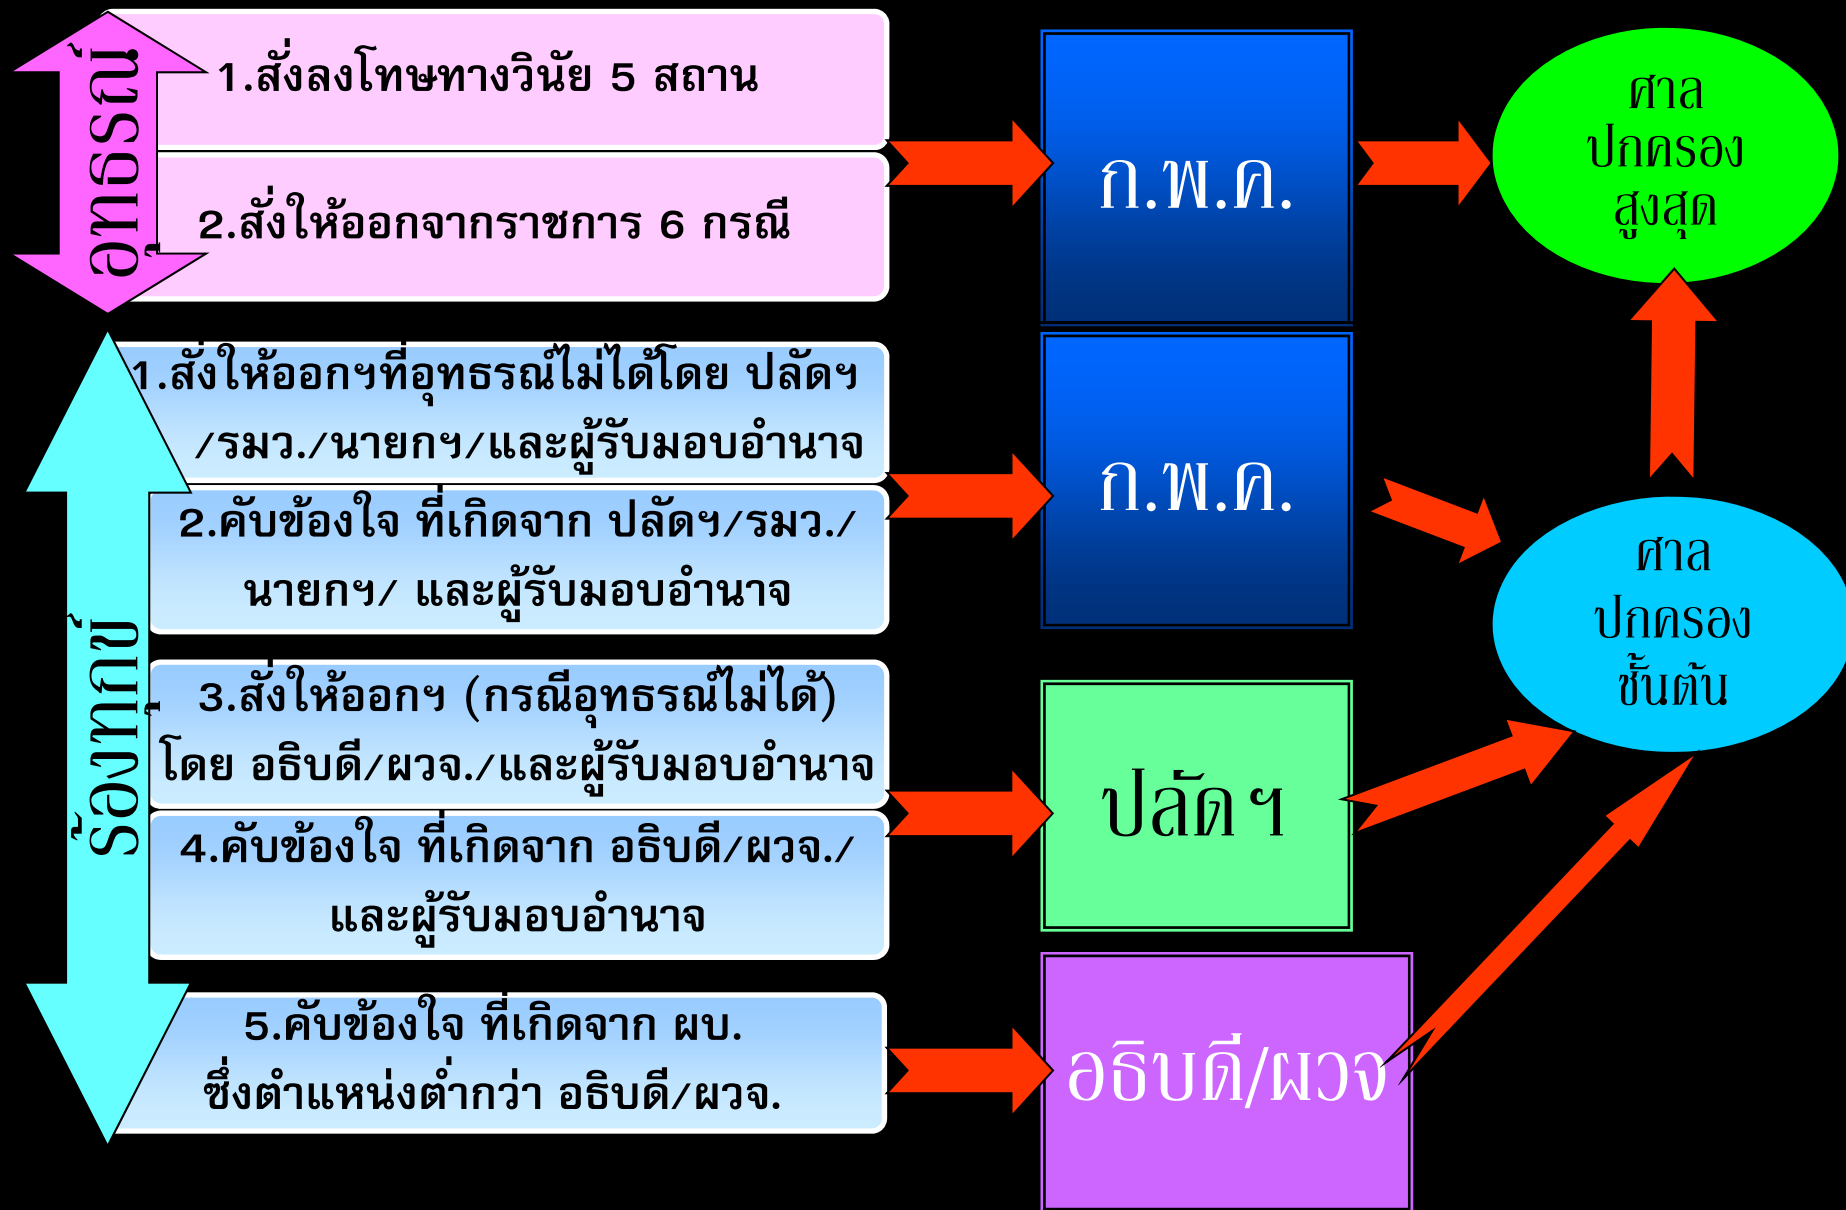 อุทธรณ์
1.สั่งลงโทษทางวินัย 5 สถาน
2.สั่งให้ออกจากราชการ 6 กรณี
ก.พ.ค.
ศาล
ปกครอง
สูงสุด
ร้องทุกข์
1.สั่งให้ออกฯที่อุทธรณ์ไม่ได้โดย ปลัดฯ
/รมว./นายกฯ/และผู้รับมอบอำนาจ
2.คับข้องใจ ที่เกิดจาก ปลัดฯ/รมว./
นายกฯ/ และผู้รับมอบอำนาจ
ก.พ.ค.
3.สั่งให้ออกฯ (กรณีอุทธรณ์ไม่ได้)
โดย อธิบดี/ผวจ./และผู้รับมอบอำนาจ
4.คับข้องใจ ที่เกิดจาก อธิบดี/ผวจ./
และผู้รับมอบอำนาจ
ปลัดฯ
5.คับข้องใจ ที่เกิดจาก ผบ.
ซึ่งตำแหน่งต่ำกว่า อธิบดี/ผวจ.
อธิบดี/ผวจ
ศาล
ปกครอง
ชั้นต้น